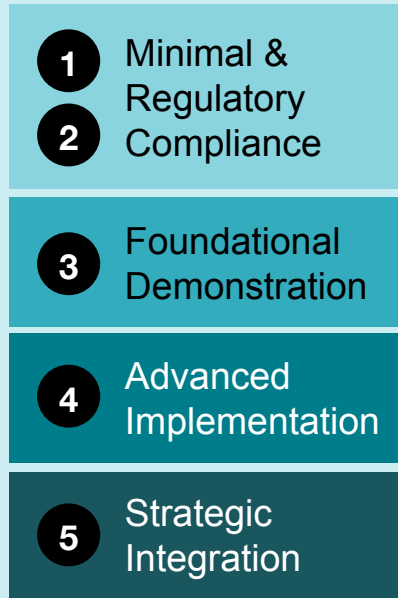 1 Minimal &
Regulatory
2 Compliance
3 Foundational
Demonstration
4 Advanced
Implementation
5 Strategic
Integration